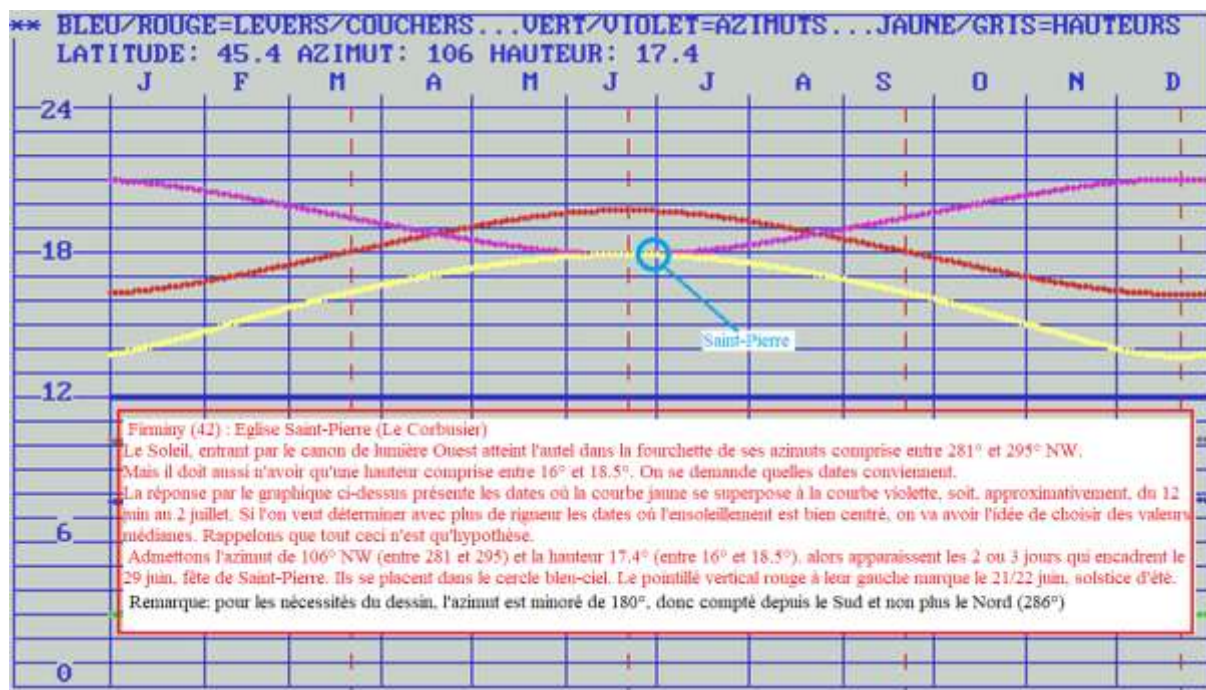 ** BLEU/ROUGE=LEVERS/COUCHERS...VERT/VIOLET=AZIMUTS...JAUNE/GRIS=HAUTEURS
LATITUDE: 45.4 AZIMUT: 106 HAUTEUR: 17.4
J F M A M J J A S O N D
24
18
Saint-Pierre
12
Firminy (42) : Eglise Saint-Pierre (Le Corbusier)
Le Soleil, entrant par le canon de lumière Ouest atteint l'autel dans la fourchette de ses azimuts comprise entre 281° et 295° NW.
Mais il doit aussi n'avoir qu'une hauteur comprise entre 16° et 18.5°. On se demande quelles dates conviennent.
La réponse par le graphique ci-dessus présente les dates où la courbe jaune se superpose à la courbe violette, soit, approximativement, du 12
juin au 2 juillet. Si l'on veut déterminer avec plus de rigueur les dates où l'ensoleillement est bien centré, on va avoir l'idée de choisir des valeurs
médianes. Rappelons que tout ceci n'est qu'hypothèse.
Admettons l'azimut de 106° NW (entre 281 et 295) et la hauteur 17.4° (entre 16° et 18.5°), alors apparaissent les 2 ou 3 jours qui encadrent le
29 juin, fête de Saint-Pierre. Ils se placent dans le cercle bleu-ciel. Le pointillé vertical rouge à leur gauche marque le 21/22 juin, solstice d'été.
Remarque: pour les nécessités du dessin, l'azimut est minoré de 180°, donc compté depuis le Sud et non plus le Nord (286°)
6
0